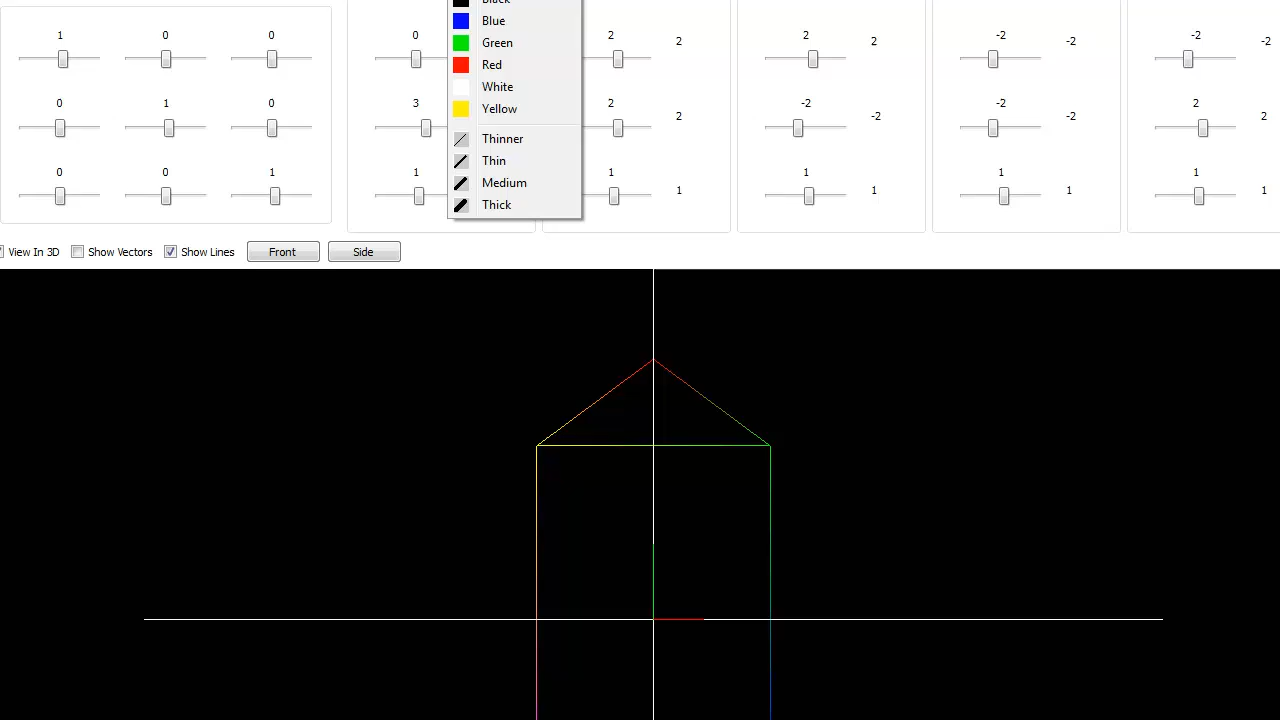 Black
Blue
1 0 0 0 2 2 2 2 -2 -2 -2 -2
Green
Red
White
0 1 0 3 Yellow 2 2 -2 -2 -2 -2 2 2
Thinner
Thin
0 0 1 1 Medium 1 1 1 1 1 1 1 1
Thick
View In 3D Show Vectors Show Lines Front Side